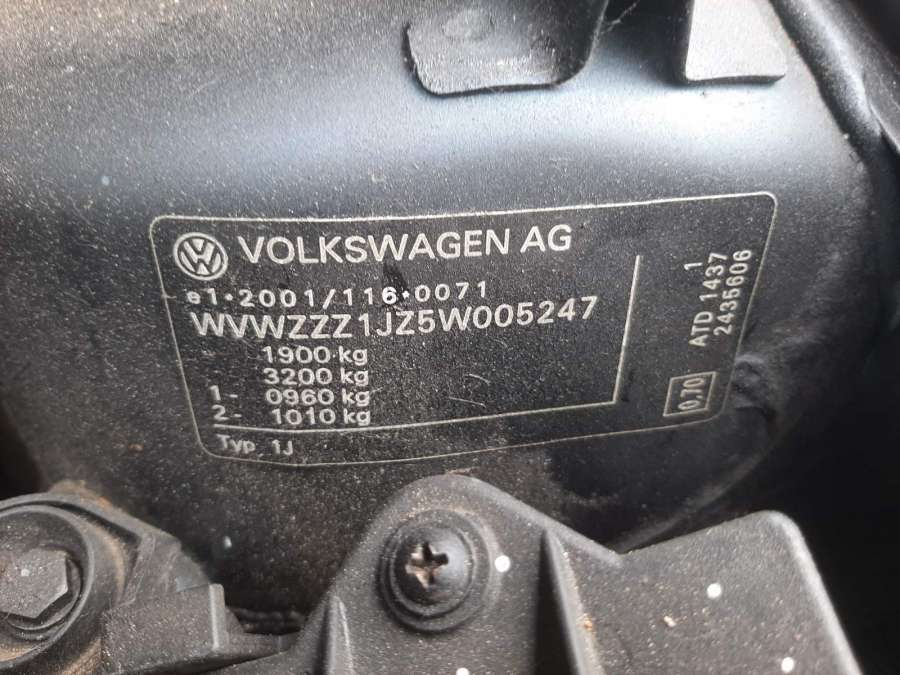 VOLKSWAGEN AG
e1*2001/116*0071
WVWZZZ1JZ5W005247
1900 kg
3200 kg
1- 0960 kg
2- 1010 kg
Typ 1J
1
ATD 1437
2435606
0,70